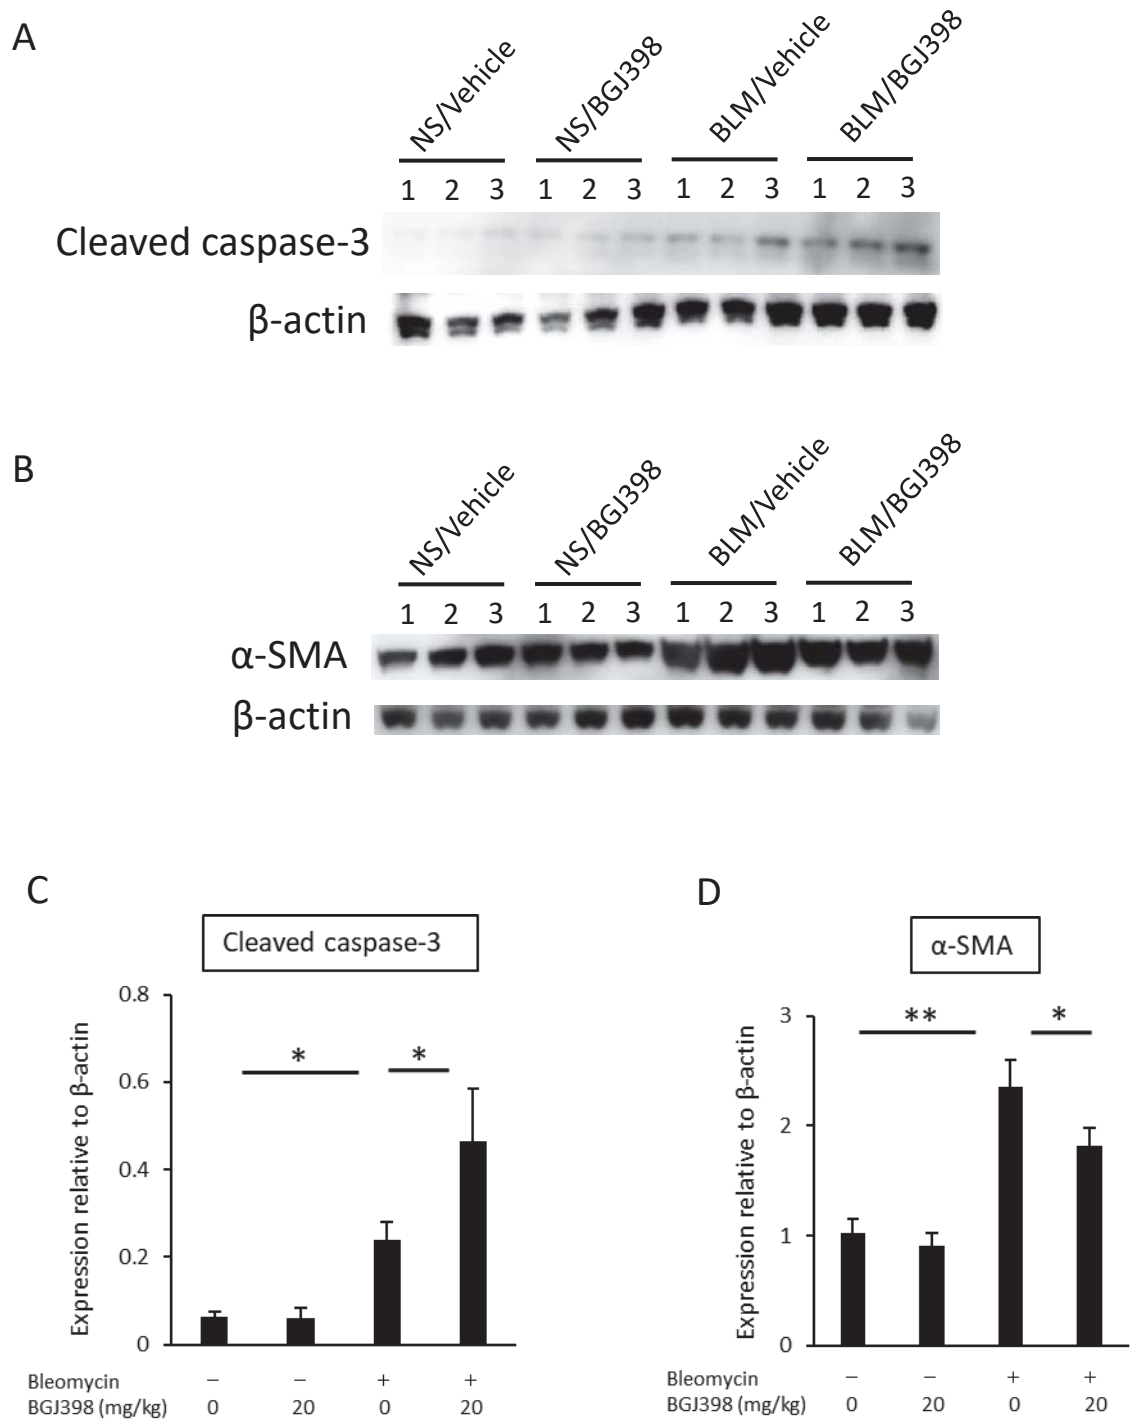 A
NS/Vehicle NS/BGJ398 BLM/Vehicle BLM/BGJ398
1 2 3 1 2 3 1 2 3 1 2 3
Cleaved caspase-3
β-actin
B
NS/Vehicle NS/BGJ398 BLM/Vehicle BLM/BGJ398
1 2 3 1 2 3 1 2 3 1 2 3
α-SMA
β-actin
C
Cleaved caspase-3
Expression relative to β-actin
0.8
0.6
0.4
0.2
0
* *
Bleomycin − − + +
BGJ398 (mg/kg) 0 20 0 20
D
α-SMA
Expression relative to β-actin
3
2
1
0
** *
Bleomycin − − + +
BGJ398 (mg/kg) 0 20 0 20